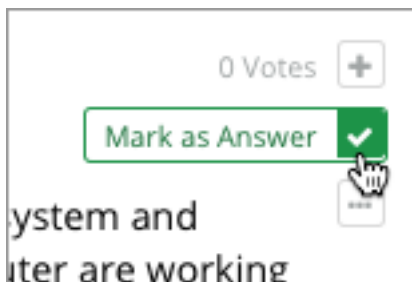 0 Votes
Mark as Answer
ystem and
uter are working